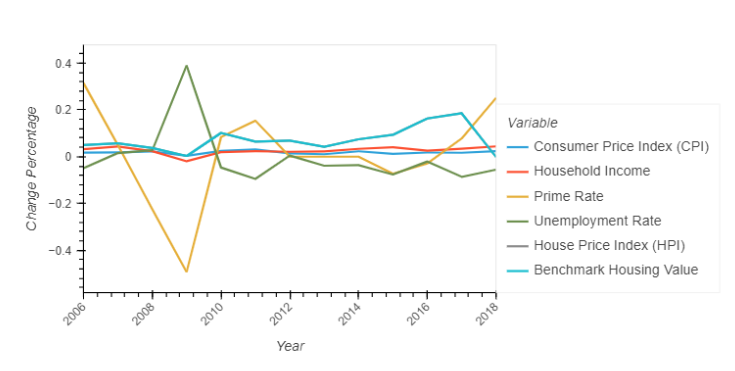 0.4
0.2
0
−0.2
−0.4
Change Percentage
2006
2008
2010
2012
2014
2016
2018
Year
Variable
Consumer Price Index (CPI)
Household Income
Prime Rate
Unemployment Rate
House Price Index (HPI)
Benchmark Housing Value